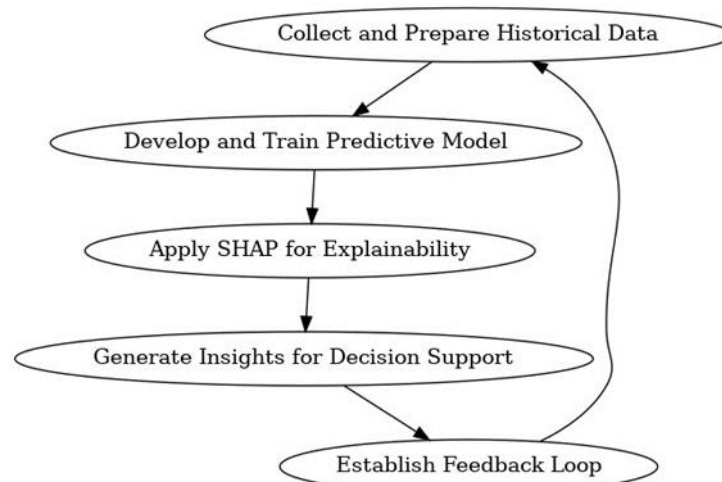 Collect and Prepare Historical Data
Develop and Train Predictive Model
Apply SHAP for Explainability
Generate Insights for Decision Support
Establish Feedback Loop